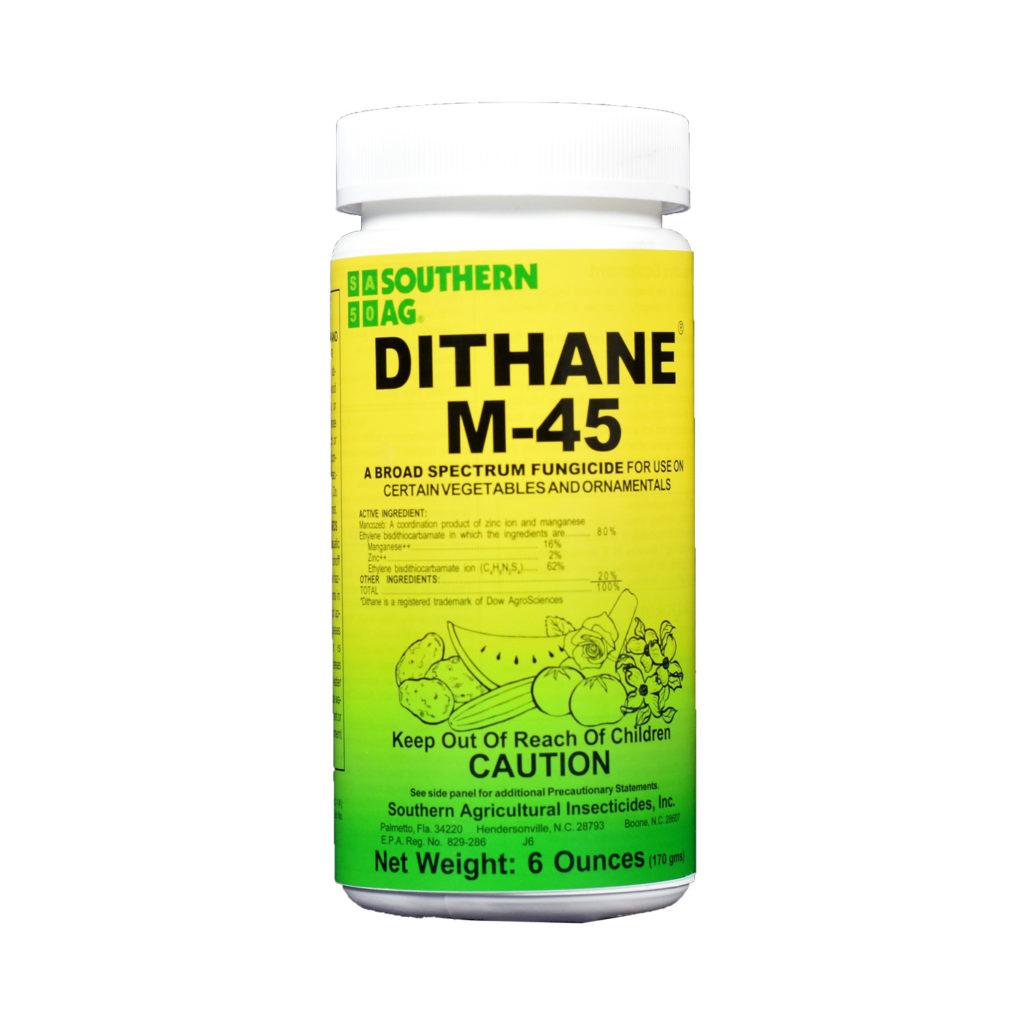 SA SOUTHERN
50 AG®
DITHANE®
M-45
A BROAD SPECTRUM FUNGICIDE FOR USE ON
CERTAIN VEGETABLES AND ORNAMENTALS
ACTIVE INGREDIENT:
Mancozeb: A coordination product of zinc ion and manganese
Ethylene bisdithiocarbamate in which the ingredients are......... 80%
Manganese++ 16%
Zinc++ 2%
Ethylene bisdithiocarbamate ion (C₄H₆N₂S₄)..... 62%
OTHER INGREDIENTS: 20%
TOTAL 100%
*Dithane is a registered trademark of Dow AgroSciences
Keep Out Of Reach Of Children
CAUTION
See side panel for additional Precautionary Statements.
Southern Agricultural Insecticides, Inc.
Palmetto, Fla. 34220 Hendersonville, N.C. 28793 Boone, N.C. 28607
E.P.A. Reg. No. 829-286 J6
Net Weight: 6 Ounces (170 gms)